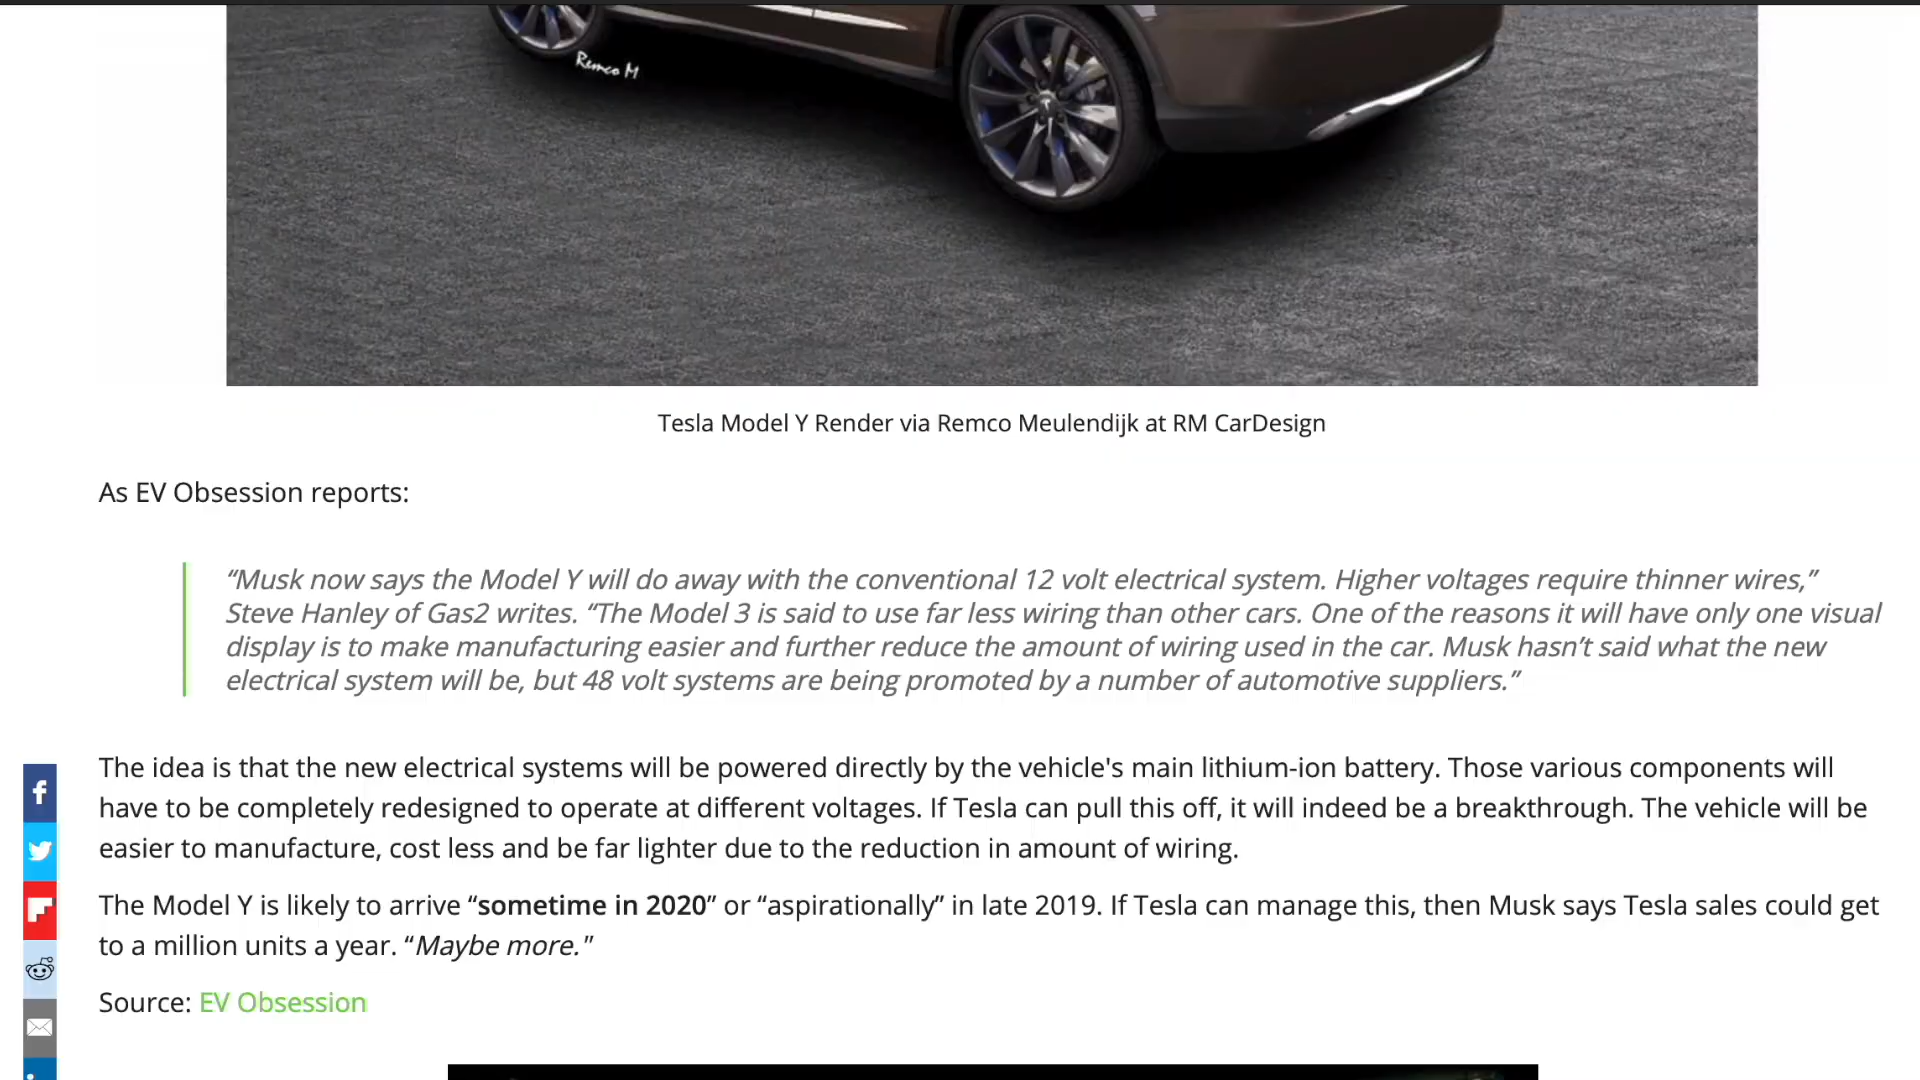 Remco M
Tesla Model Y Render via Remco Meulendijk at RM CarDesign
As EV Obsession reports:
“Musk now says the Model Y will do away with the conventional 12 volt electrical system. Higher voltages require thinner wires,”
Steve Hanley of Gas2 writes. “The Model 3 is said to use far less wiring than other cars. One of the reasons it will have only one visual
display is to make manufacturing easier and further reduce the amount of wiring used in the car. Musk hasn’t said what the new
electrical system will be, but 48 volt systems are being promoted by a number of automotive suppliers.”
The idea is that the new electrical systems will be powered directly by the vehicle's main lithium-ion battery. Those various components will
have to be completely redesigned to operate at different voltages. If Tesla can pull this off, it will indeed be a breakthrough. The vehicle will be
easier to manufacture, cost less and be far lighter due to the reduction in amount of wiring.
The Model Y is likely to arrive “sometime in 2020” or “aspirationally” in late 2019. If Tesla can manage this, then Musk says Tesla sales could get
to a million units a year. “Maybe more."
Source: EV Obsession